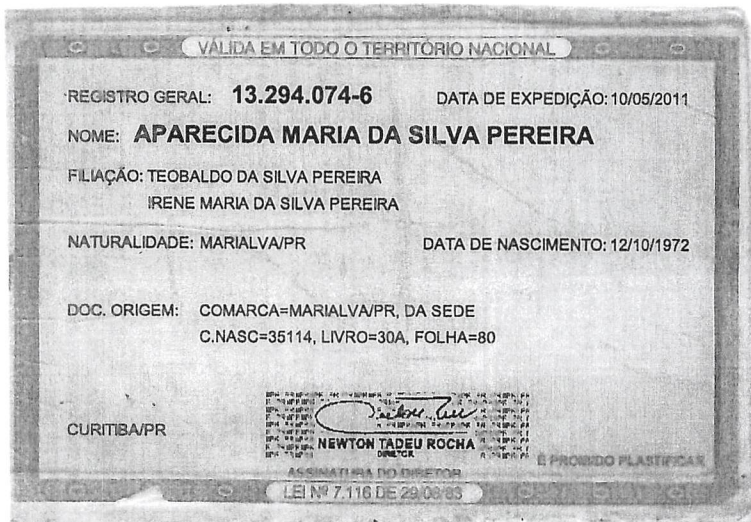 VÁLIDA EM TODO O TERRITÓRIO NACIONAL
REGISTRO GERAL: 13.294.074-6 DATA DE EXPEDIÇÃO: 10/05/2011
NOME: APARECIDA MARIA DA SILVA PEREIRA
FILIAÇÃO: TEOBALDO DA SILVA PEREIRA
IRENE MARIA DA SILVA PEREIRA
NATURALIDADE: MARIALVA/PR DATA DE NASCIMENTO: 12/10/1972
DOC. ORIGEM: COMARCA=MARIALVA/PR, DA SEDE
C.NASC=35114, LIVRO=30A, FOLHA=80
CURITIBA/PR
NEWTON TADEU ROCHA
DIRETOR
É PROIBIDO PLASTIFICAR
ASSINATURA DO DIRETOR
LEI Nº 7.116 DE 29/08/83